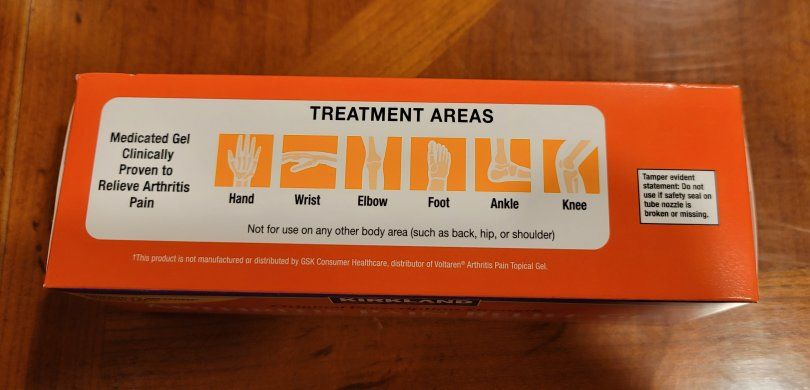 TREATMENT AREAS
Medicated Gel
Clinically
Proven to
Relieve Arthritis
Pain
Hand Wrist Elbow Foot Ankle Knee
Not for use on any other body area (such as back, hip, or shoulder)
Tamper evident
statement: Do not
use if safety seal on
tube nozzle is
broken or missing.
†This product is not manufactured or distributed by GSK Consumer Healthcare, distributor of Voltaren® Arthritis Pain Topical Gel.
KIRKLAND